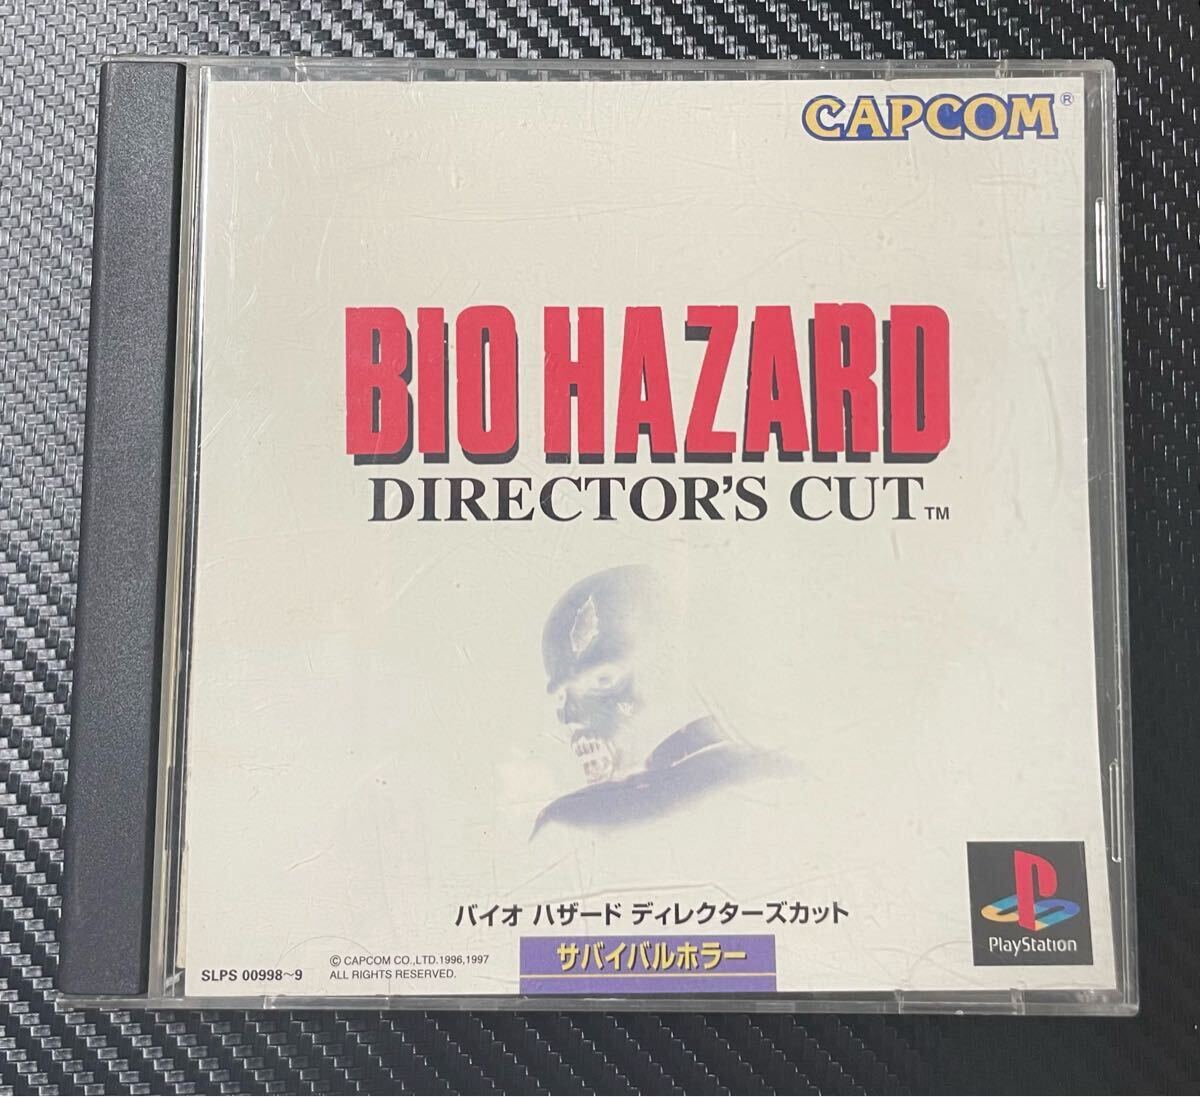 CAPCOM®
BIO HAZARD
DIRECTOR'S CUT™
バイオ ハザード ディレクターズカット
サバイバルホラー
SLPS 00998~9
© CAPCOM CO.,LTD.1996,1997
ALL RIGHTS RESERVED.
PlayStation